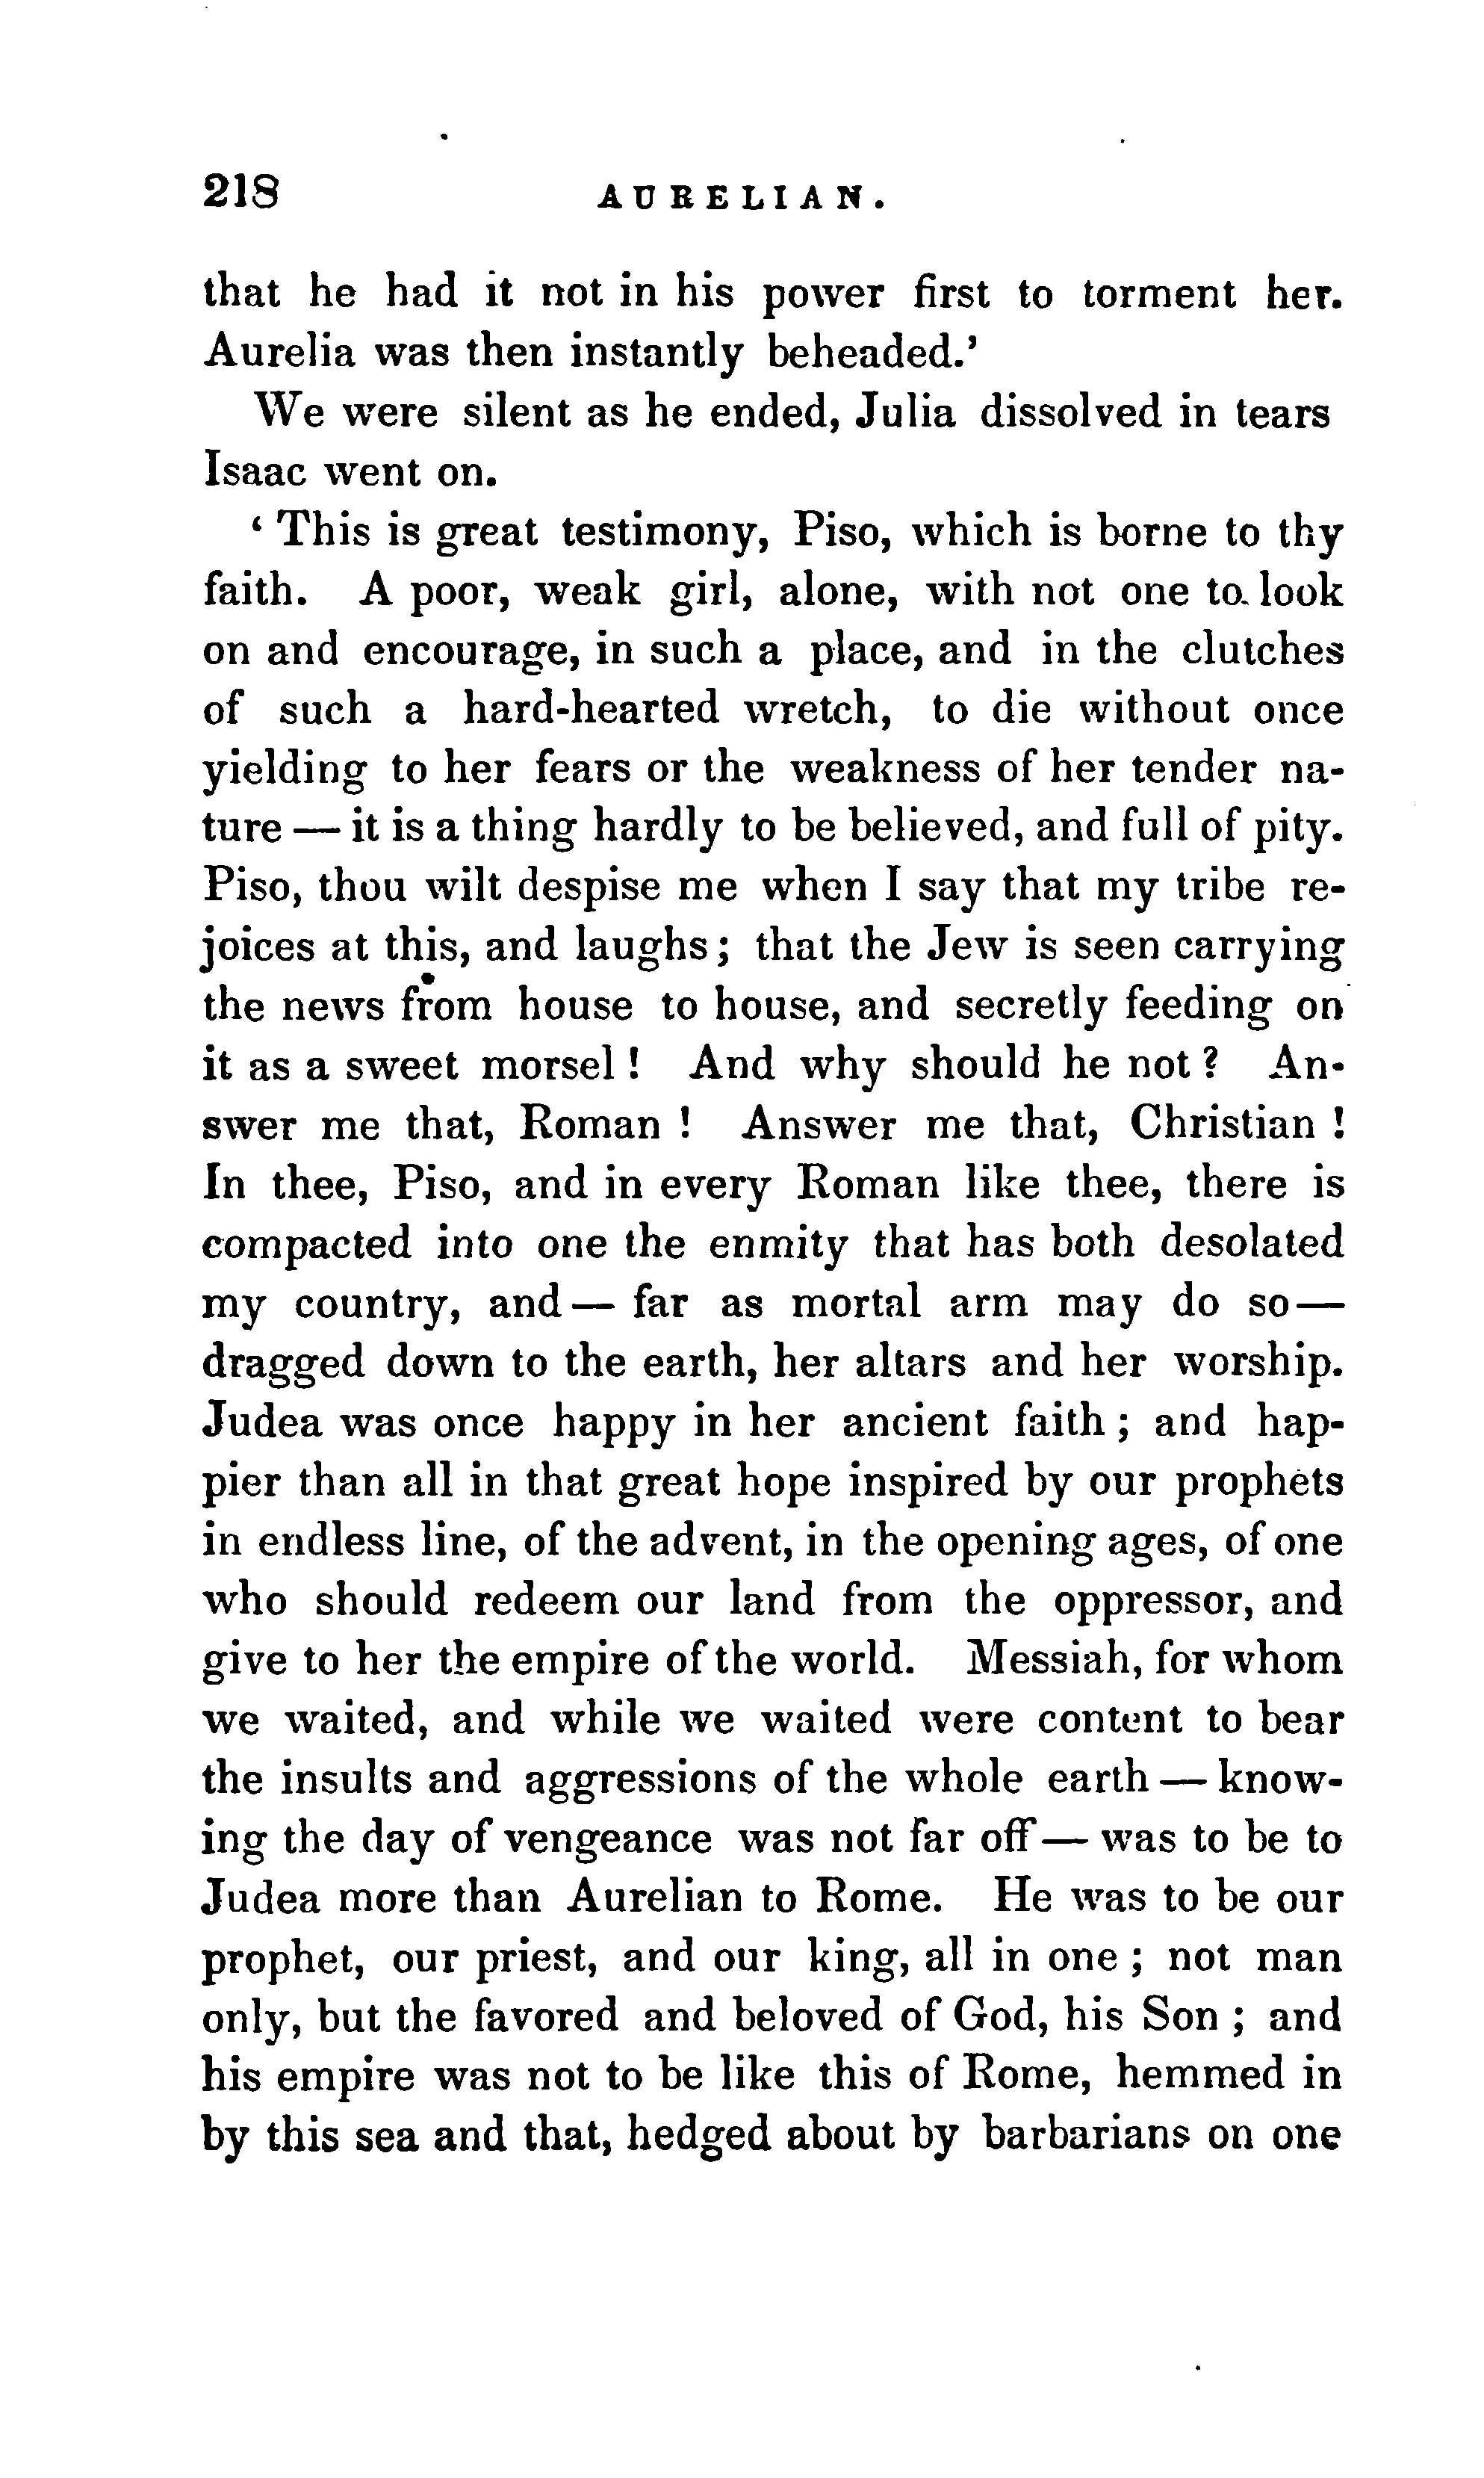 218 AURELIAN.
that he had it not in his power first to torment her.
Aurelia was then instantly beheaded.’
We were silent as he ended, Julia dissolved in tears
Isaac went on.
‘ This is great testimony, Piso, which is borne to thy
faith. A poor, weak girl, alone, with not one to look
on and encourage, in such a place, and in the clutches
of such a hard-hearted wretch, to die without once
yielding to her fears or the weakness of her tender na-
ture — it is a thing hardly to be believed, and full of pity.
Piso, thou wilt despise me when I say that my tribe re-
joices at this, and laughs ; that the Jew is seen carrying
the news from house to house, and secretly feeding on
it as a sweet morsel ! And why should he not ? An-
swer me that, Roman ! Answer me that, Christian !
In thee, Piso, and in every Roman like thee, there is
compacted into one the enmity that has both desolated
my country, and — far as mortal arm may do so —
dragged down to the earth, her altars and her worship.
Judea was once happy in her ancient faith ; and hap-
pier than all in that great hope inspired by our prophets
in endless line, of the advent, in the opening ages, of one
who should redeem our land from the oppressor, and
give to her the empire of the world. Messiah, for whom
we waited, and while we waited were content to bear
the insults and aggressions of the whole earth — know-
ing the day of vengeance was not far off — was to be to
Judea more than Aurelian to Rome. He was to be our
prophet, our priest, and our king, all in one ; not man
only, but the favored and beloved of God, his Son ; and
his empire was not to be like this of Rome, hemmed in
by this sea and that, hedged about by barbarians on one